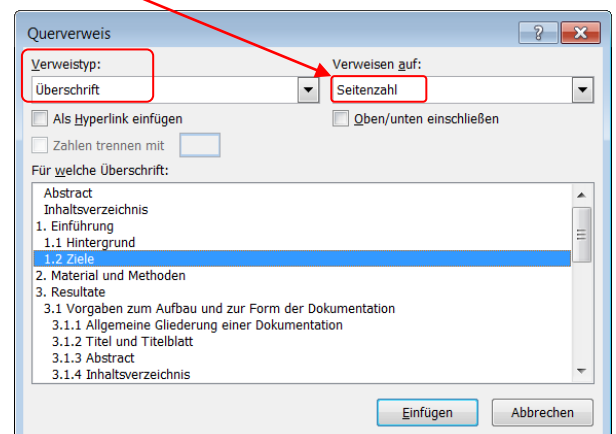 Querverweis
Verweistyp:
Verweisen auf:
Überschrift
Seitenzahl
Als Hyperlink einfügen
Oben/unten einschließen
Zahlen trennen mit
Für welche Überschrift:
Abstract
Inhaltsverzeichnis
1. Einführung
1.1 Hintergrund
1.2 Ziele
2. Material und Methoden
3. Resultate
3.1 Vorgaben zum Aufbau und zur Form der Dokumentation
3.1.1 Allgemeine Gliederung einer Dokumentation
3.1.2 Titel und Titelblatt
3.1.3 Abstract
3.1.4 Inhaltsverzeichnis
Einfügen
Abbrechen